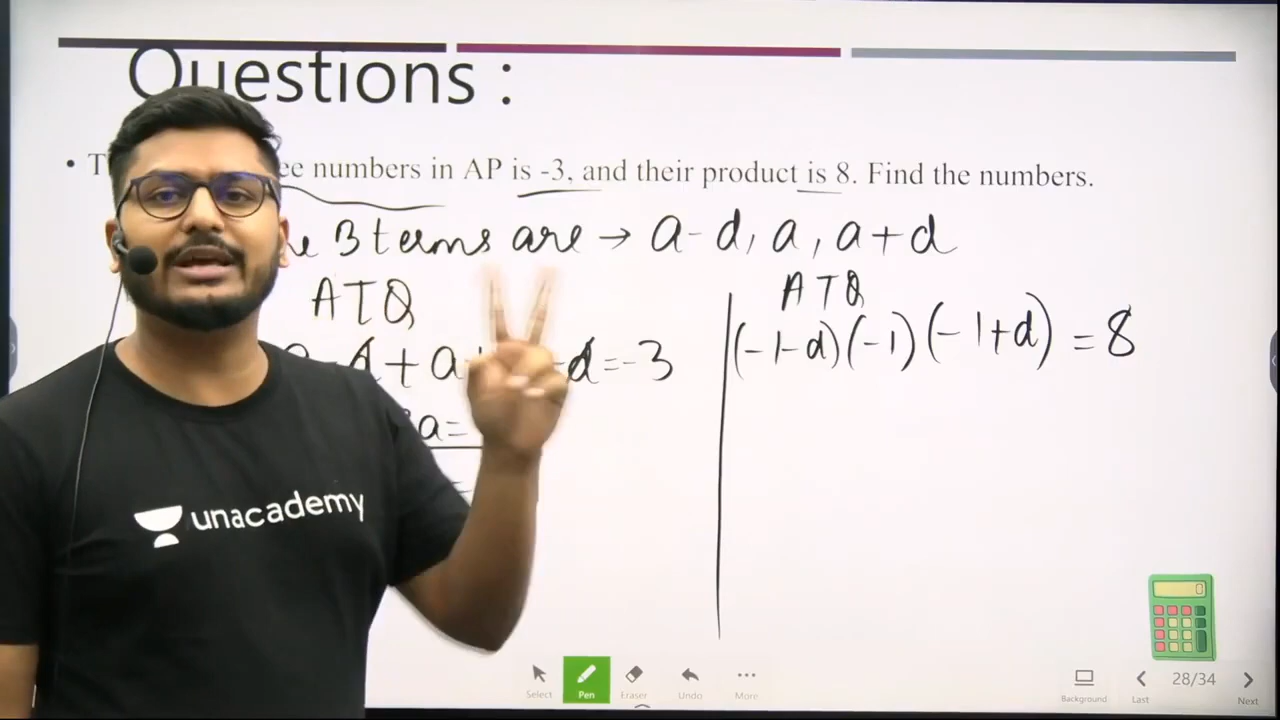 Questions :
• T numbers in AP is -3, and their product is 8. Find the numbers.
3 terms are → a-d, a, a+d
ATQ
a + a d = -3
a =
ATQ
(-1-d)(-1)(-1+d) = 8
unacademy
0
Select
Pen
Eraser
Undo
More
Background
Last
28/34
Next